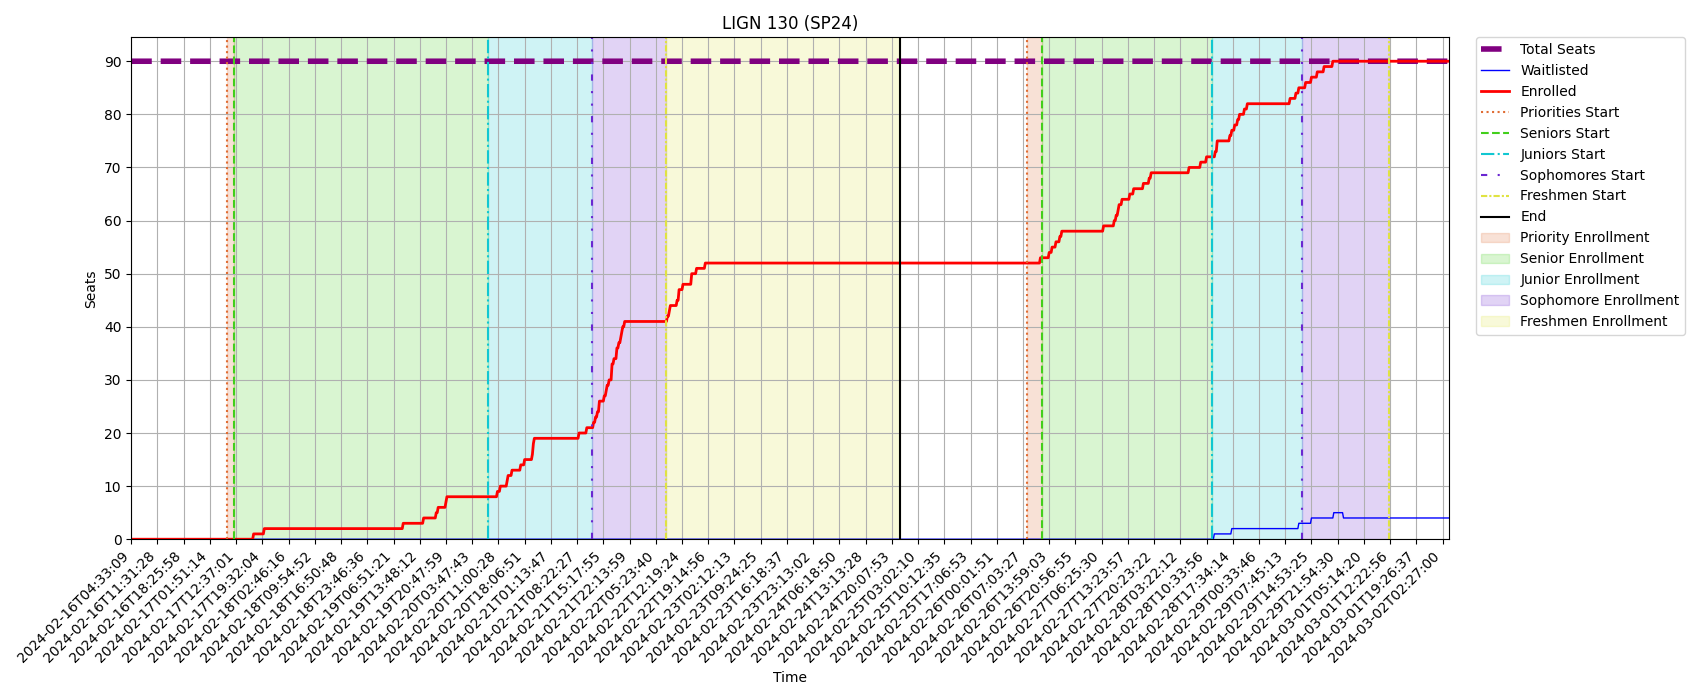 LIGN 130 (SP24)
Total Seats
Waitlisted
Enrolled
Priorities Start
Seniors Start
Juniors Start
Sophomores Start
Freshmen Start
End
Priority Enrollment
Senior Enrollment
Junior Enrollment
Sophomore Enrollment
Freshmen Enrollment
Seats
90
80
70
60
50
40
30
20
10
0
2024-02-16T04:33:09
2024-02-16T11:31:28
2024-02-16T18:25:58
2024-02-17T01:51:14
2024-02-17T12:37:01
2024-02-17T19:32:04
2024-02-18T02:46:16
2024-02-18T09:54:52
2024-02-18T16:50:48
2024-02-18T23:46:36
2024-02-19T06:51:21
2024-02-19T13:48:12
2024-02-19T20:47:59
2024-02-20T03:47:43
2024-02-20T11:00:28
2024-02-20T18:06:51
2024-02-21T01:13:47
2024-02-21T08:22:27
2024-02-21T15:17:55
2024-02-21T22:13:59
2024-02-22T05:23:40
2024-02-22T12:19:24
2024-02-22T19:14:56
2024-02-23T02:12:13
2024-02-23T09:24:25
2024-02-23T16:18:37
2024-02-23T23:13:02
2024-02-24T06:18:50
2024-02-24T13:13:28
2024-02-24T20:07:53
2024-02-25T03:02:10
2024-02-25T10:12:35
2024-02-25T17:06:53
2024-02-26T00:01:51
2024-02-26T07:03:27
2024-02-26T13:59:03
2024-02-26T20:56:55
2024-02-27T06:25:30
2024-02-27T13:23:57
2024-02-27T20:23:22
2024-02-28T03:22:12
2024-02-28T10:33:56
2024-02-28T17:34:14
2024-02-29T00:33:46
2024-02-29T07:45:13
2024-02-29T14:53:25
2024-02-29T21:54:30
2024-03-01T05:14:20
2024-03-01T12:22:56
2024-03-01T19:26:37
2024-03-02T02:27:00
Time